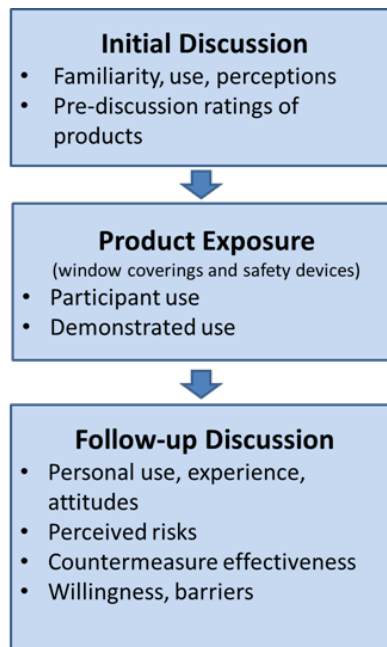 Initial Discussion
• Familiarity, use, perceptions
• Pre-discussion ratings of
products
Product Exposure
(window coverings and safety devices)
• Participant use
• Demonstrated use
Follow-up Discussion
• Personal use, experience,
attitudes
• Perceived risks
• Countermeasure effectiveness
• Willingness, barriers